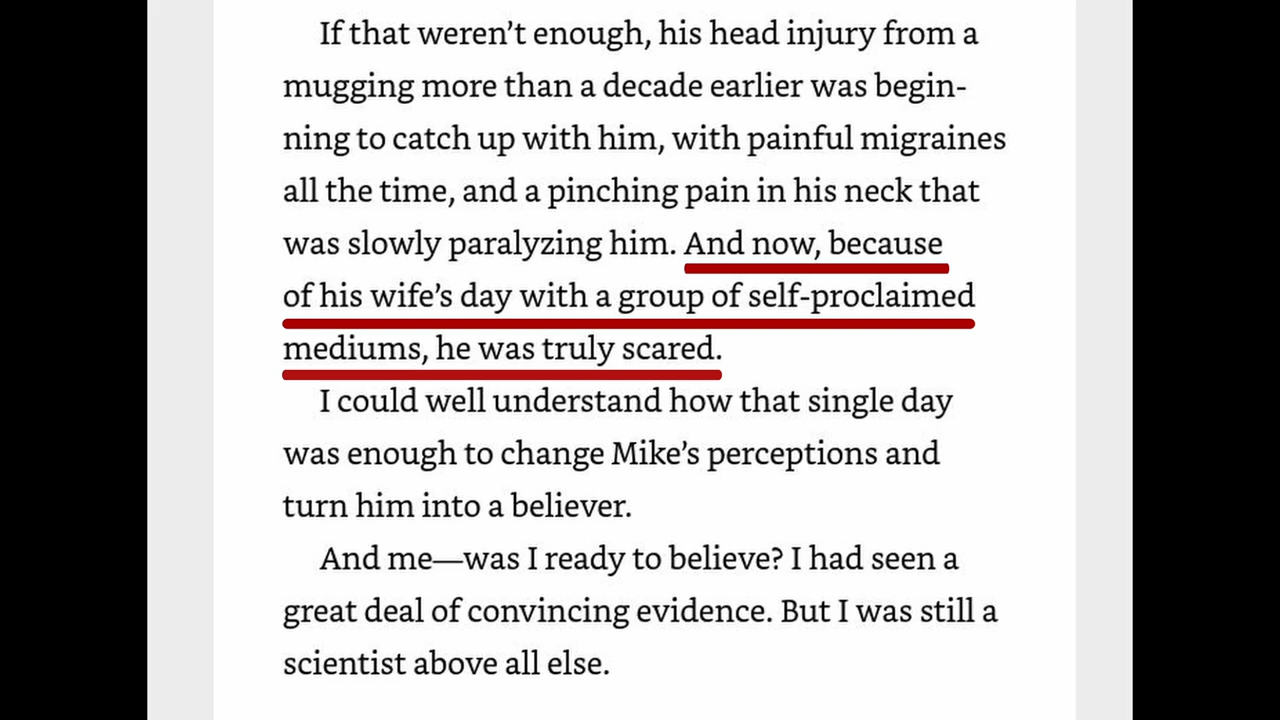 If that weren’t enough, his head injury from a
mugging more than a decade earlier was begin-
ning to catch up with him, with painful migraines
all the time, and a pinching pain in his neck that
was slowly paralyzing him. And now, because
of his wife’s day with a group of self-proclaimed
mediums, he was truly scared.
I could well understand how that single day
was enough to change Mike’s perceptions and
turn him into a believer.
And me—was I ready to believe? I had seen a
great deal of convincing evidence. But I was still a
scientist above all else.